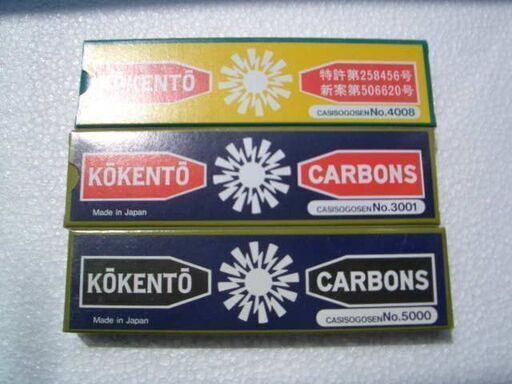 KŌKENTŌ
特許第258456号
新案第506620号
CASISOGOSEN No.4008
KŌKENTŌ
CARBONS
Made in Japan
CASISOGOSEN No.3001
KŌKENTŌ
CARBONS
Made in Japan
CASISOGOSEN No.5000